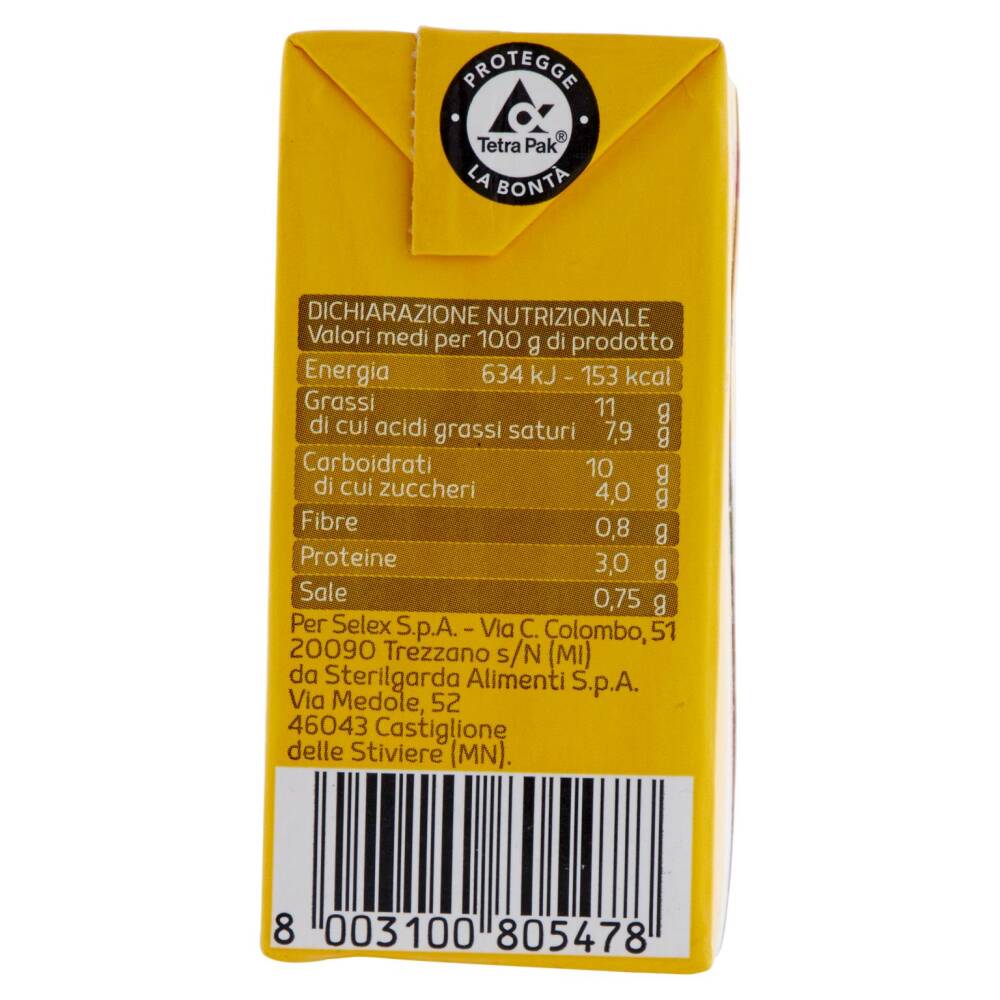 PROTEGGE
Tetra Pak®
LA BONTÀ
DICHIARAZIONE NUTRIZIONALE
Valori medi per 100 g di prodotto
Energia 634 kJ - 153 kcal
Grassi 11 g
di cui acidi grassi saturi 7,9 g
Carboidrati 10 g
di cui zuccheri 4,0 g
Fibre 0,8 g
Proteine 3,0 g
Sale 0,75 g
Per Selex S.p.A. - Via C. Colombo, 51
20090 Trezzano s/N (MI)
da Sterilgarda Alimenti S.p.A.
Via Medole, 52
46043 Castiglione
delle Stiviere (MN).
8 003100 805478